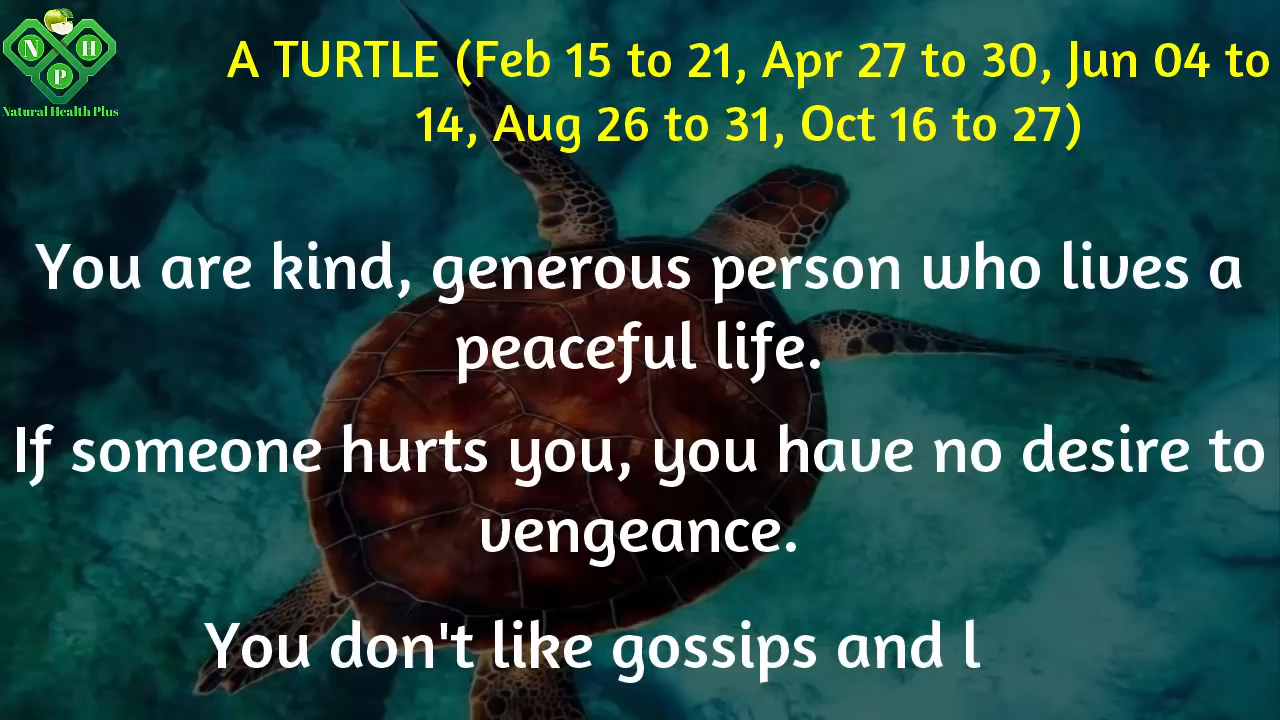 N H
P
Natural Health Plus
A TURTLE (Feb 15 to 21, Apr 27 to 30, Jun 04 to
14, Aug 26 to 31, Oct 16 to 27)
You are kind, generous person who lives a
peaceful life.
If someone hurts you, you have no desire to
vengeance.
You don't like gossips and l